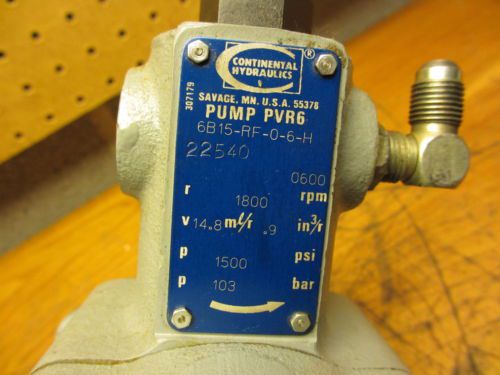 CONTINENTAL
HYDRAULICS
®
SAVAGE, MN. U.S.A. 55378
307179
PUMP PVR6
6B15-RF-0-6-H
22540
0600
r 1800 rpm
v 14.8 ml/r .9 in³/r
p 1500 psi
p 103 bar